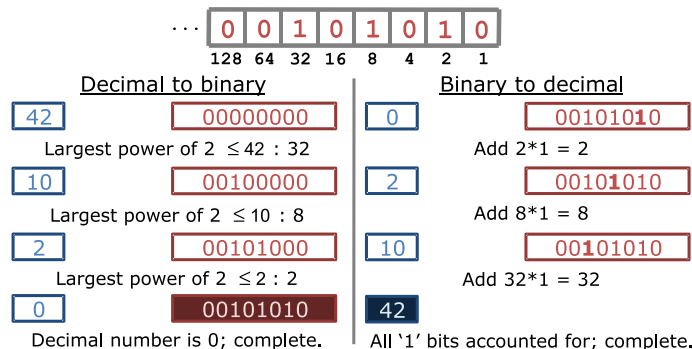 ... 0 0 1 0 1 0 1 0
128 64 32 16 8 4 2 1
Decimal to binary
42 00000000
Largest power of 2 ≤ 42 : 32
10 00100000
Largest power of 2 ≤ 10 : 8
2 00101000
Largest power of 2 ≤ 2 : 2
0 00101010
Decimal number is 0; complete.
Binary to decimal
0 00101010
Add 2*1 = 2
2 00101010
Add 8*1 = 8
10 00101010
Add 32*1 = 32
42
All ‘1’ bits accounted for; complete.